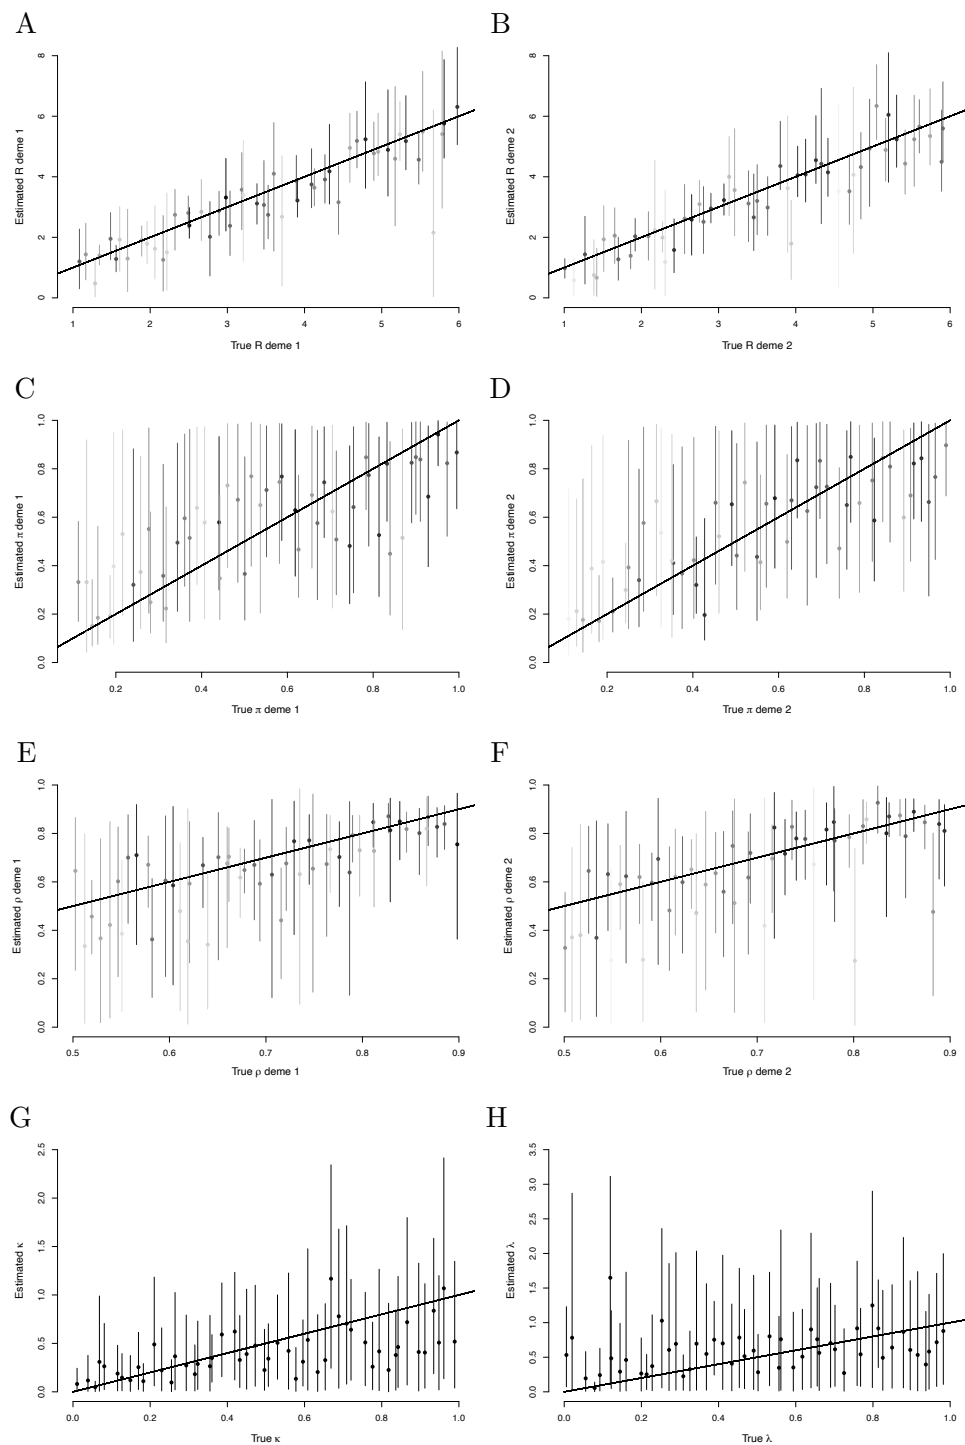 A
B
8
6
4
2
0
Estimated R deme 1
1 2 3 4 5 6
True R deme 1
8
6
4
2
0
Estimated R deme 2
1 2 3 4 5 6
True R deme 2
C
D
1.0
0.8
0.6
0.4
0.2
0.0
Estimated π deme 1
0.2 0.4 0.6 0.8 1.0
True π deme 1
1.0
0.8
0.6
0.4
0.2
0.0
Estimated π deme 2
0.2 0.4 0.6 0.8 1.0
True π deme 2
E
F
1.0
0.8
0.6
0.4
0.2
0.0
Estimated ρ deme 1
0.5 0.6 0.7 0.8 0.9
True ρ deme 1
1.0
0.8
0.6
0.4
0.2
0.0
Estimated ρ deme 2
0.5 0.6 0.7 0.8 0.9
True ρ deme 2
G
H
2.5
2.0
1.5
1.0
0.5
0.0
Estimated κ
0.0 0.2 0.4 0.6 0.8 1.0
True κ
3.5
3.0
2.5
2.0
1.5
1.0
0.5
0.0
Estimated λ
0.0 0.2 0.4 0.6 0.8 1.0
True λ